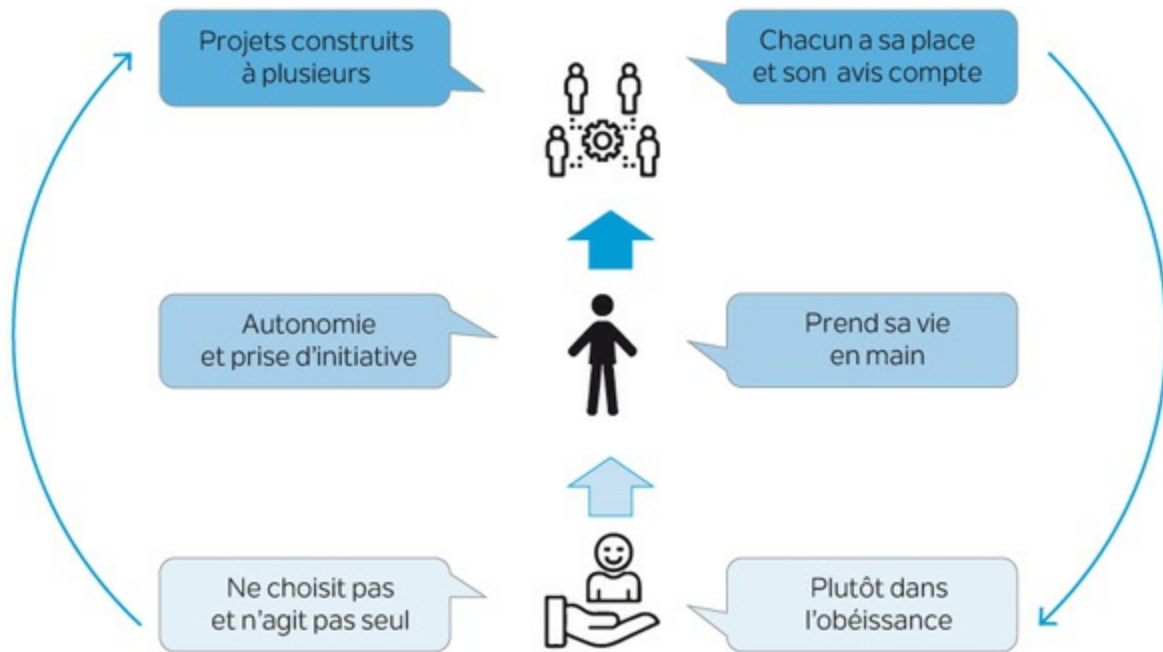 Projets construits
à plusieurs
Chacun a sa place
et son avis compte
Autonomie
et prise d'initiative
Prend sa vie
en main
Ne choisit pas
et n'agit pas seul
Plutôt dans
l'obéissance